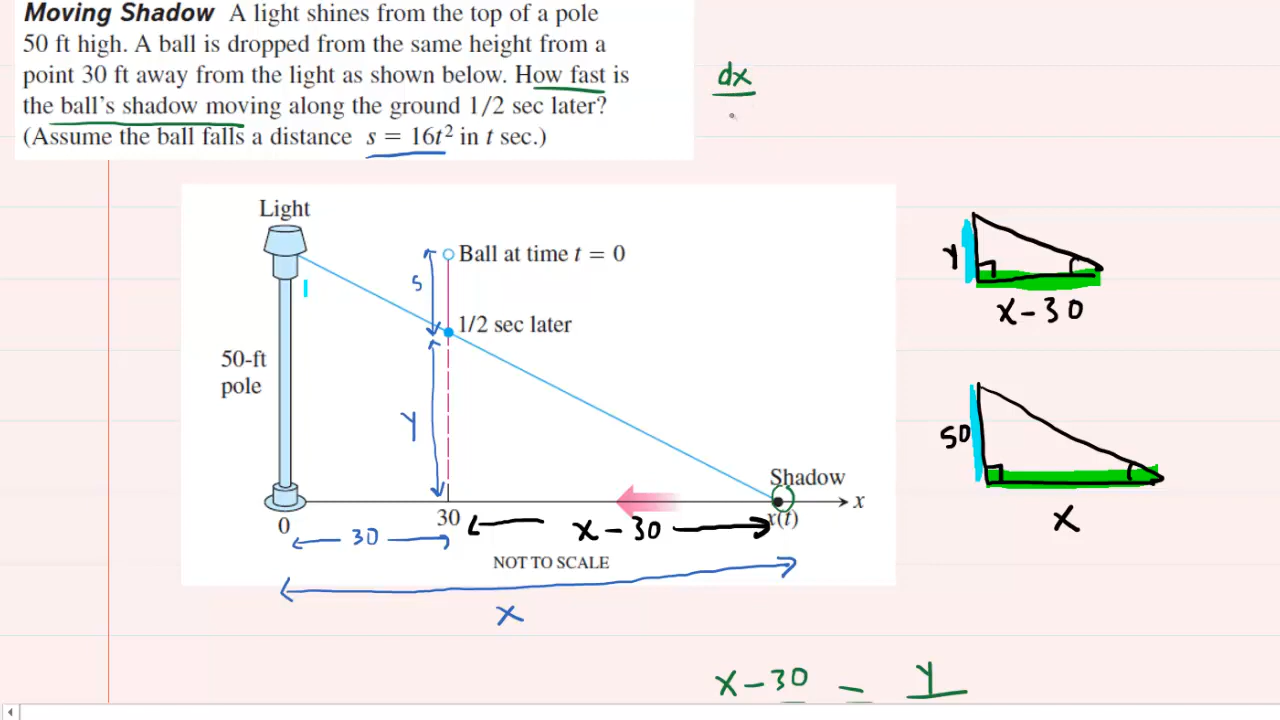 Moving Shadow A light shines from the top of a pole
50 ft high. A ball is dropped from the same height from a
point 30 ft away from the light as shown below. How fast is
the ball's shadow moving along the ground 1/2 sec later?
(Assume the ball falls a distance s = 16t² in t sec.)
dx
Light
Ball at time t = 0
S
1/2 sec later
50-ft
pole
Y
Shadow
x
0
30
x(t)
30
x - 30
NOT TO SCALE
x
Y
x - 30
50
x
x - 30 = Y